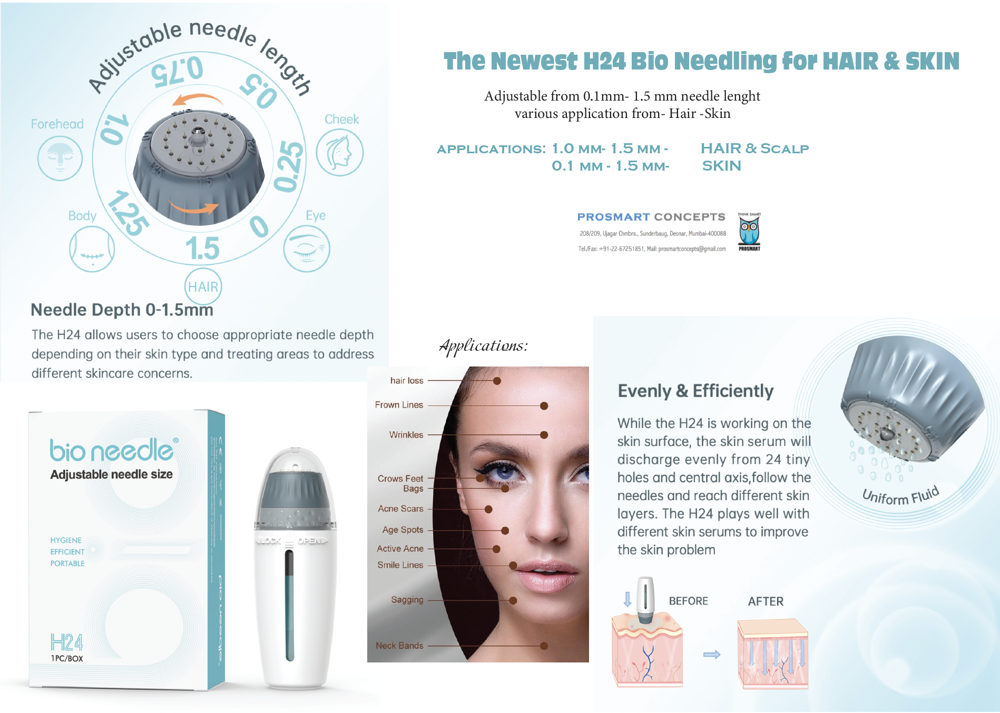 Adjustable needle length
0.75
0.5
1.0
0.25
1.25
0
1.5
Forehead
Cheek
Body
Eye
HAIR
Needle Depth 0-1.5mm
The H24 allows users to choose appropriate needle depth
depending on their skin type and treating areas to address
different skincare concerns.
The Newest H24 Bio Needling for HAIR & SKIN
Adjustable from 0.1mm- 1.5 mm needle lenght
various application from- Hair -Skin
APPLICATIONS: 1.0 MM- 1.5 MM - HAIR & SCALP
0.1 MM - 1.5 MM- SKIN
PROSMART CONCEPTS
208/209, Ujagar Chmbrs., Sunderbaug, Deonar, Mumbai-400088
Tel./Fax: +91-22-67251851, Mail: prosmartconcepts@gmail.com
THINK SMART
PROSMART
bio needle®
Adjustable needle size
HYGIENE
EFFICIENT
PORTABLE
H24
1PC/BOX
bio needle
LOCK OPEN
Applications:
hair loss
Frown Lines
Wrinkles
Crows Feet
Bags
Acne Scars
Age Spots
Active Acne
Smile Lines
Sagging
Neck Bands
Evenly & Efficiently
While the H24 is working on the
skin surface, the skin serum will
discharge evenly from 24 tiny
holes and central axis,follow the
needles and reach different skin
layers. The H24 plays well with
different skin serums to improve
the skin problem
Uniform Fluid
BEFORE
AFTER